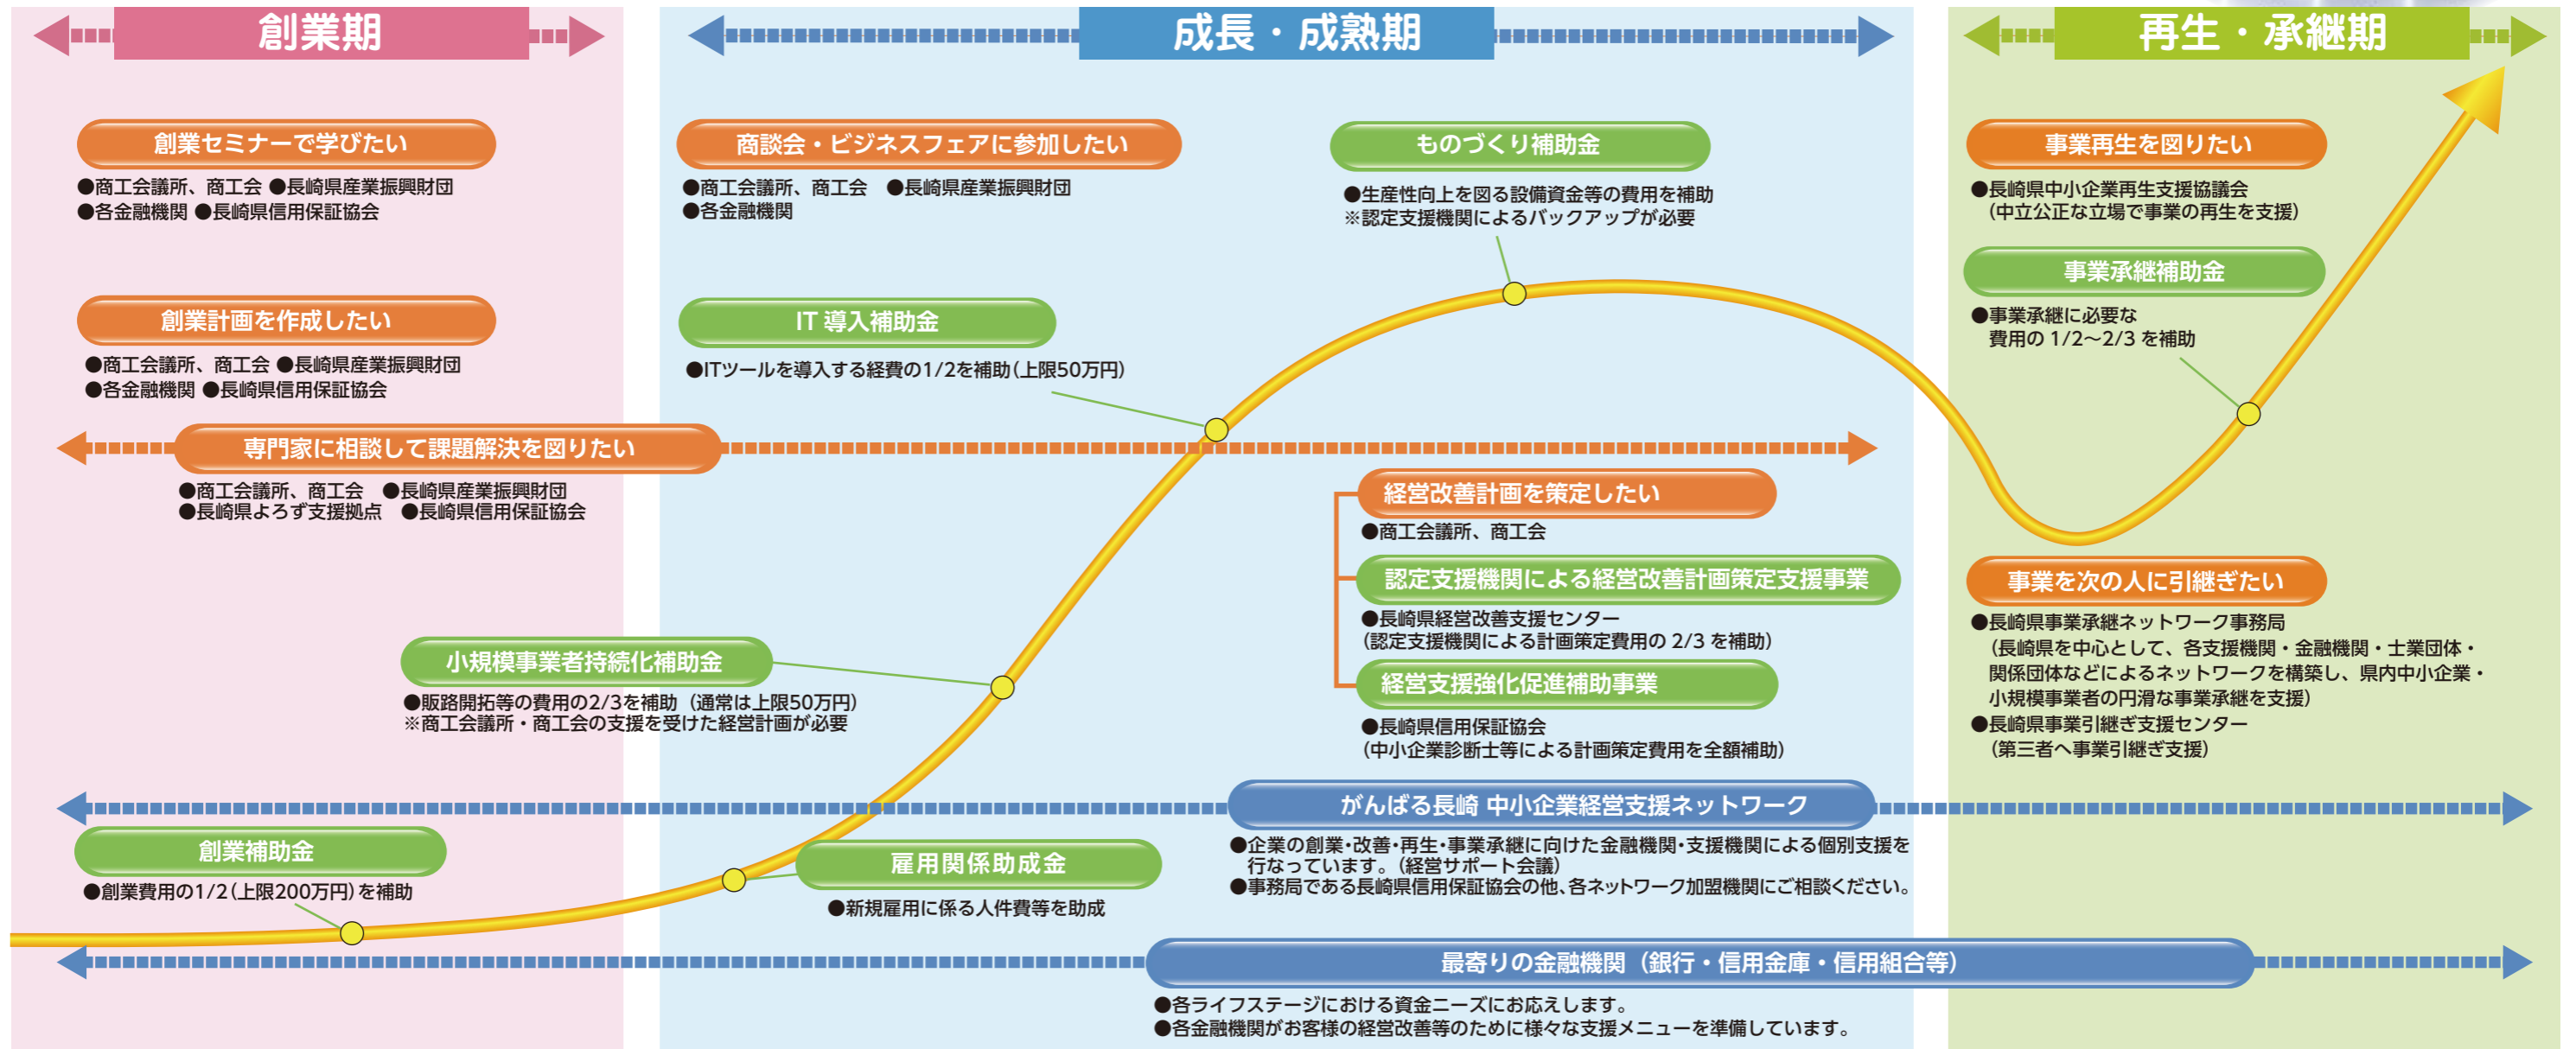 創業期
創業セミナーで学びたい
●商工会議所、商工会 ●長崎県産業振興財団
●各金融機関 ●長崎県信用保証協会
創業計画を作成したい
●商工会議所、商工会 ●長崎県産業振興財団
●各金融機関 ●長崎県信用保証協会
専門家に相談して課題解決を図りたい
●商工会議所、商工会 ●長崎県産業振興財団
●長崎県よろず支援拠点 ●長崎県信用保証協会
小規模事業者持続化補助金
●販路開拓等の費用の2/3を補助（通常は上限50万円）
※商工会議所・商工会の支援を受けた経営計画が必要
創業補助金
●創業費用の1/2（上限200万円）を補助
成長・成熟期
商談会・ビジネスフェアに参加したい
●商工会議所、商工会 ●長崎県産業振興財団
●各金融機関
IT 導入補助金
●ITツールを導入する経費の1/2を補助（上限50万円）
ものづくり補助金
●生産性向上を図る設備資金等の費用を補助
※認定支援機関によるバックアップが必要
経営改善計画を策定したい
●商工会議所、商工会
認定支援機関による経営改善計画策定支援事業
●長崎県経営改善支援センター
（認定支援機関による計画策定費用の 2/3 を補助）
経営支援強化促進補助事業
●長崎県信用保証協会
（中小企業診断士等による計画策定費用を全額補助）
雇用関係助成金
●新規雇用に係る人件費等を助成
がんばる長崎 中小企業経営支援ネットワーク
●企業の創業・改善・再生・事業承継に向けた金融機関・支援機関による個別支援を
行なっています。（経営サポート会議）
●事務局である長崎県信用保証協会の他、各ネットワーク加盟機関にご相談ください。
最寄りの金融機関（銀行・信用金庫・信用組合等）
●各ライフステージにおける資金ニーズにお応えします。
●各金融機関がお客様の経営改善等のために様々な支援メニューを準備しています。
再生・承継期
事業再生を図りたい
●長崎県中小企業再生支援協議会
（中立公正な立場で事業の再生を支援）
事業承継補助金
●事業承継に必要な
費用の 1/2～2/3 を補助
事業を次の人に引継ぎたい
●長崎県事業承継ネットワーク事務局
（長崎県を中心として、各支援機関・金融機関・士業団体・
関係団体などによるネットワークを構築し、県内中小企業・
小規模事業者の円滑な事業承継を支援）
●長崎県事業引継ぎ支援センター
（第三者へ事業引継ぎ支援）